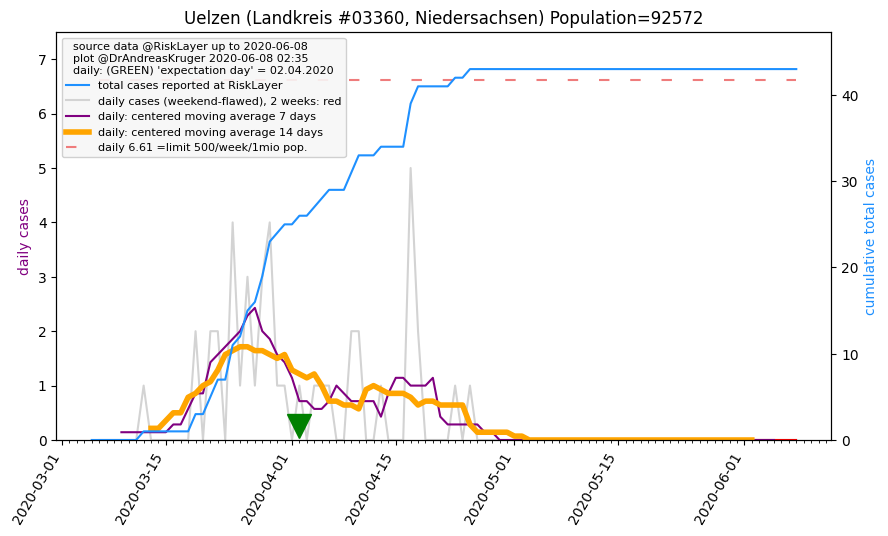 Uelzen (Landkreis #03360, Niedersachsen) Population=92572
source data @RiskLayer up to 2020-06-08
plot @DrAndreasKruger 2020-06-08 02:35
daily: (GREEN) 'expectation day' = 02.04.2020
total cases reported at RiskLayer
daily cases (weekend-flawed), 2 weeks: red
daily: centered moving average 7 days
daily: centered moving average 14 days
daily 6.61 =limit 500/week/1mio pop.
daily cases
7
6
5
4
3
2
1
0
cumulative total cases
40
30
20
10
0
2020-03-01
2020-03-15
2020-04-01
2020-04-15
2020-05-01
2020-05-15
2020-06-01